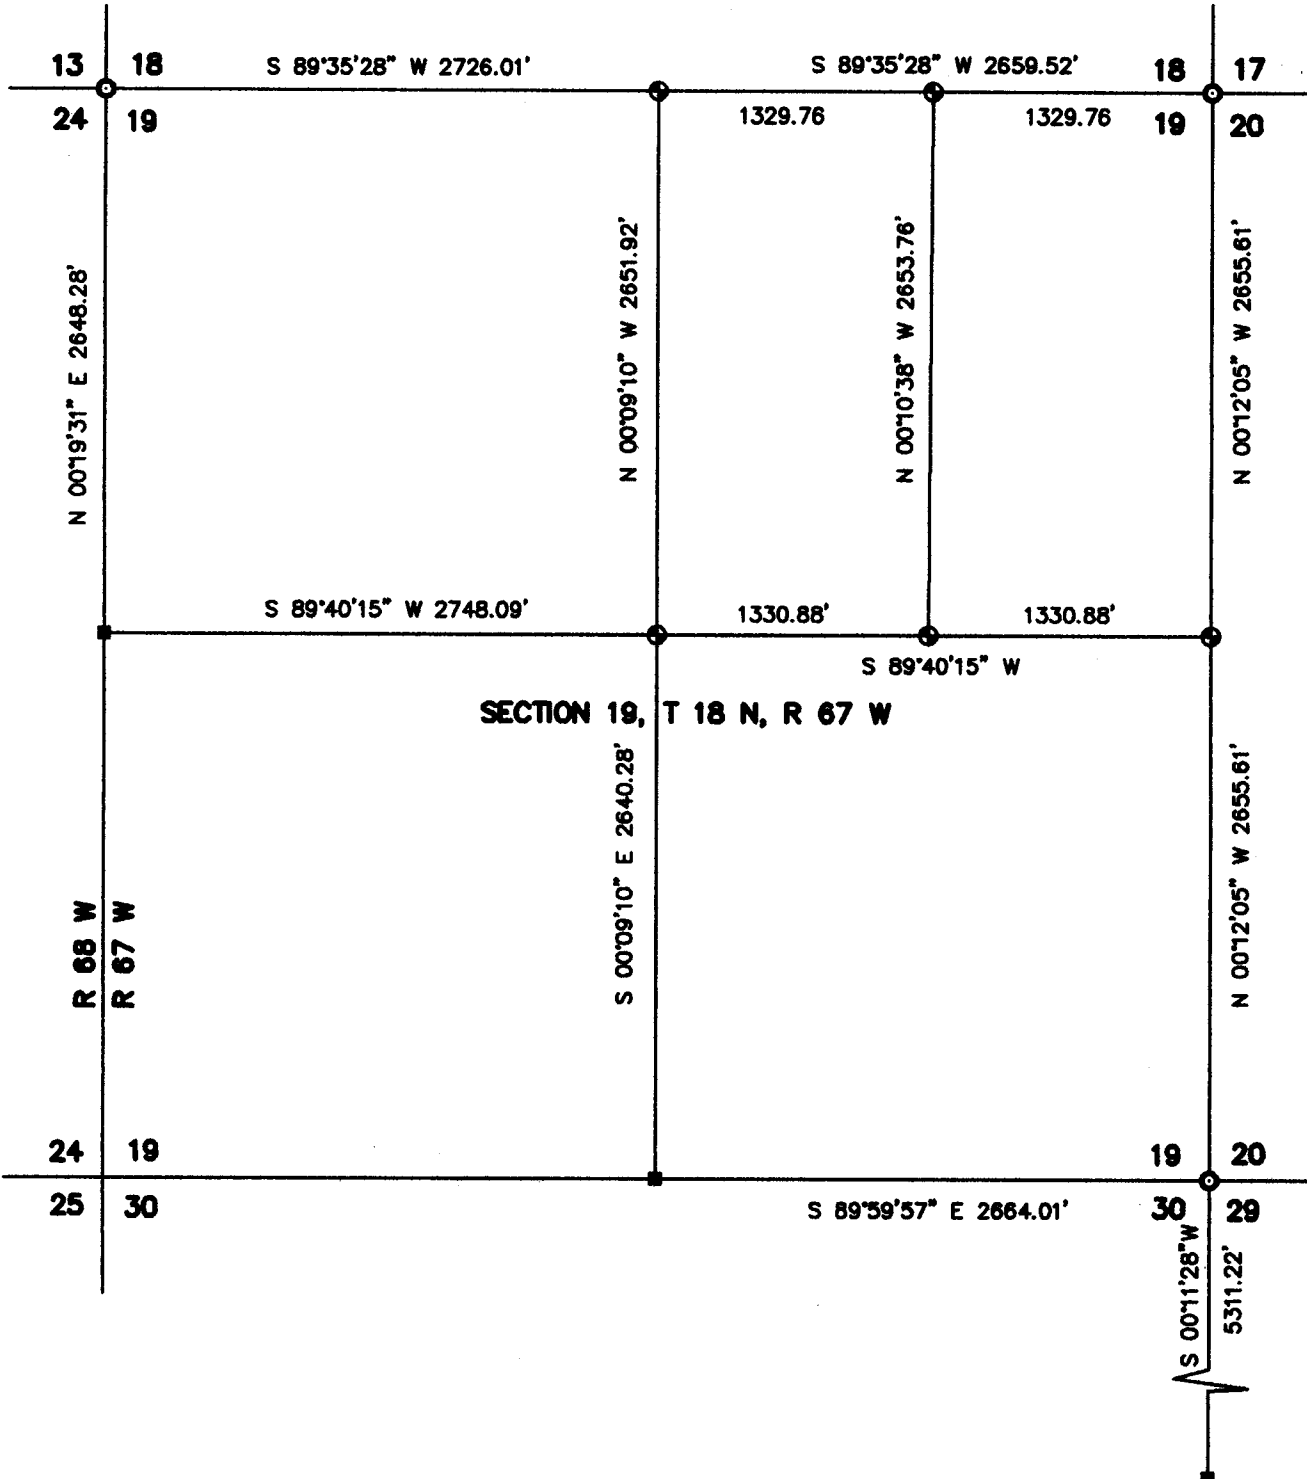 13 18
S 89°35'28" W 2726.01'
S 89°35'28" W 2659.52'
18 17
24 19
1329.76
1329.76
19 20
N 00°19'31" E 2648.28'
N 00°09'10" W 2651.92'
N 00°10'38" W 2653.76'
N 00°12'05" W 2655.61'
S 89°40'15" W 2748.09'
1330.88'
1330.88'
S 89°40'15" W
SECTION 19, T 18 N, R 67 W
S 00°09'10" E 2640.28'
N 00°12'05" W 2655.61'
R 68 W
R 67 W
24 19
19 20
25 30
S 89°59'57" E 2664.01'
30 29
S 00°11'28"W
5311.22'